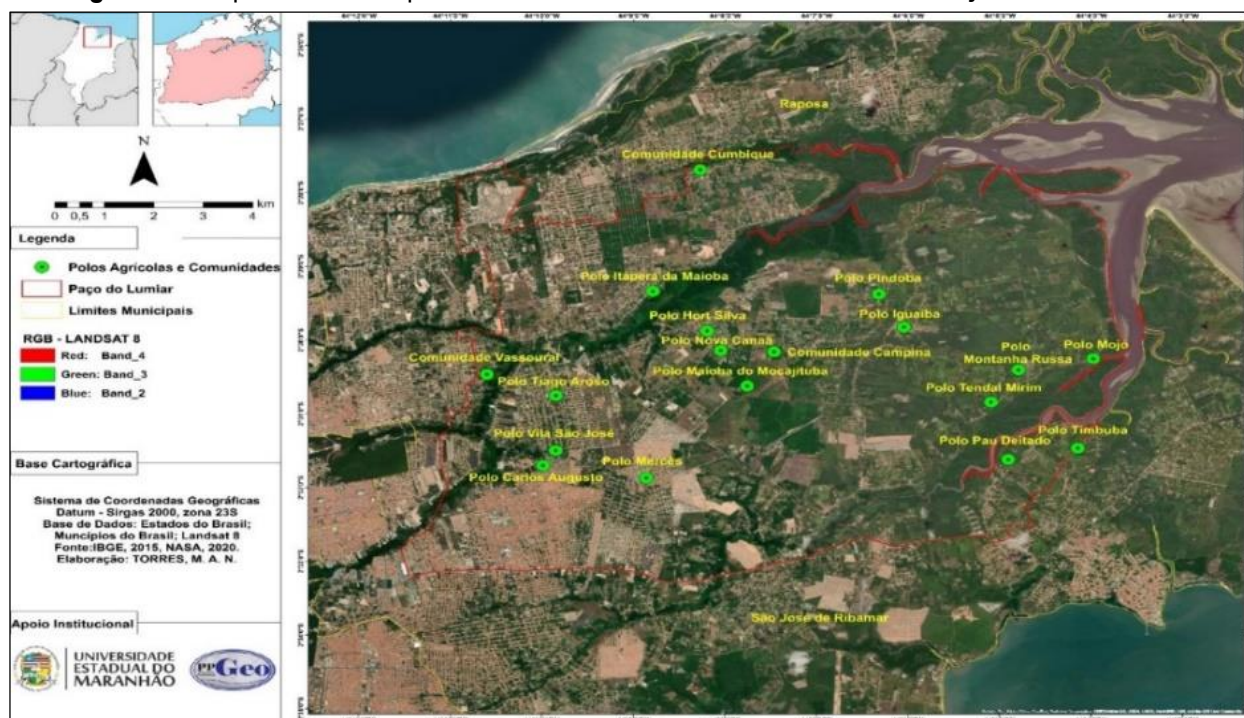 N
0 0,5 1 2 3 4 km
Legenda
Polos Agrícolas e Comunidades
Paço do Lumiar
Limites Municipais
RGB - LANDSAT 8
Red: Band_4
Green: Band_3
Blue: Band_2
Base Cartográfica
Sistema de Coordenadas Geográficas
Datum - Sirgas 2000, zona 23S
Base de Dados: Estados do Brasil;
Muncípios do Brasil; Landsat 8
Fonte:IBGE, 2015, NASA, 2020.
Elaboração: TORRES, M. A. N.
Apoio Institucional
UNIVERSIDADE
ESTADUAL DO
MARANHÃO
PPGeo
Raposa
Comunidade Cumbique
Polo Itapera da Maioba
Polo Pindoba
Polo Hort Silva
Polo Iguaiba
Polo Nova Canaã
Comunidade Campina
Polo
Montanha Russa
Polo Mojo
Comunidade Vassoural
Polo Tiago Aroso
Polo Maioba do Mocajituba
Polo Tendal Mirim
Polo Vila São José
Polo Timbuba
Polo Pau Deitado
Polo Carlos Augusto
Polo Mercês
São José de Ribamar